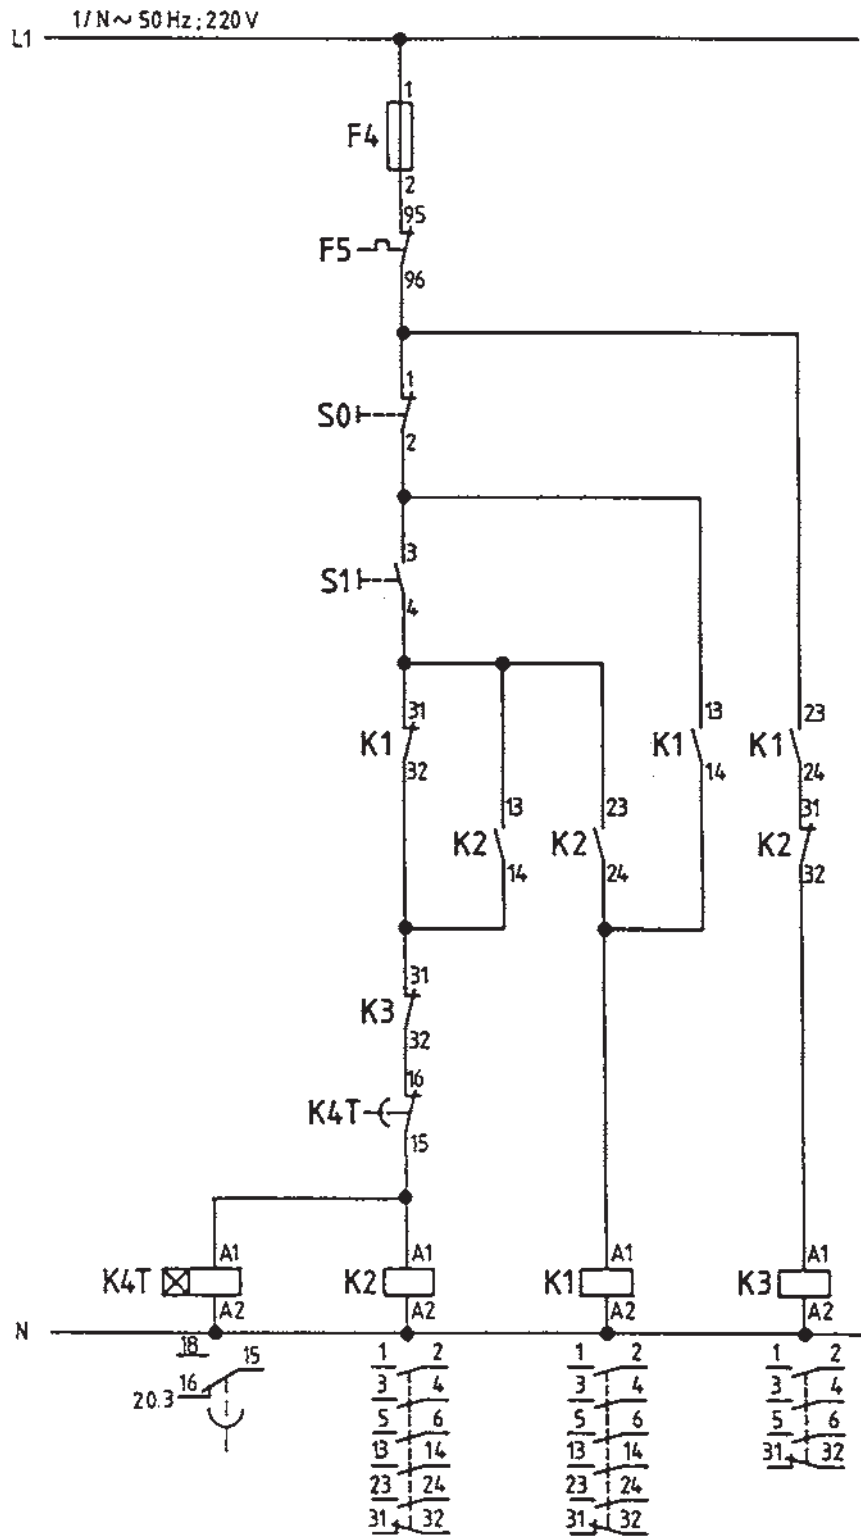 1/N~ 50Hz; 220V
L1
1
F4
2
95
F5
96
1
S0
2
3
S1
4
31 13 23
K1 K1 K1
32 14 24
13 23 31
K2 K2 K2
14 24 32
31
K3
32
16
K4T
15
A1 A1 A1 A1
K4T K2 K1 K3
A2 A2 A2 A2
N
18 15
16
20.3
1 2 1 2 1 2
3 4 3 4 3 4
5 6 5 6 5 6
13 14 13 14 31 32
23 24 23 24
31 32 31 32